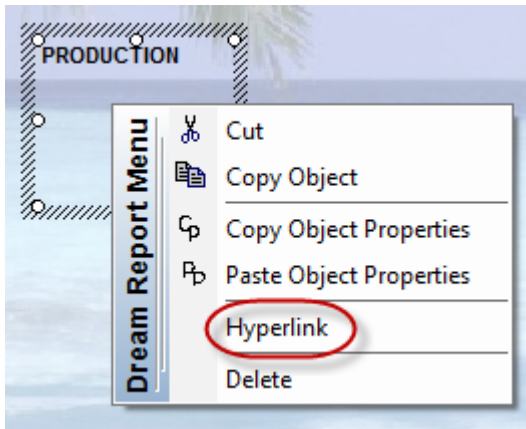 PRODUCTION
Dream Report Menu
Cut
Copy Object
Copy Object Properties
Paste Object Properties
Hyperlink
Delete